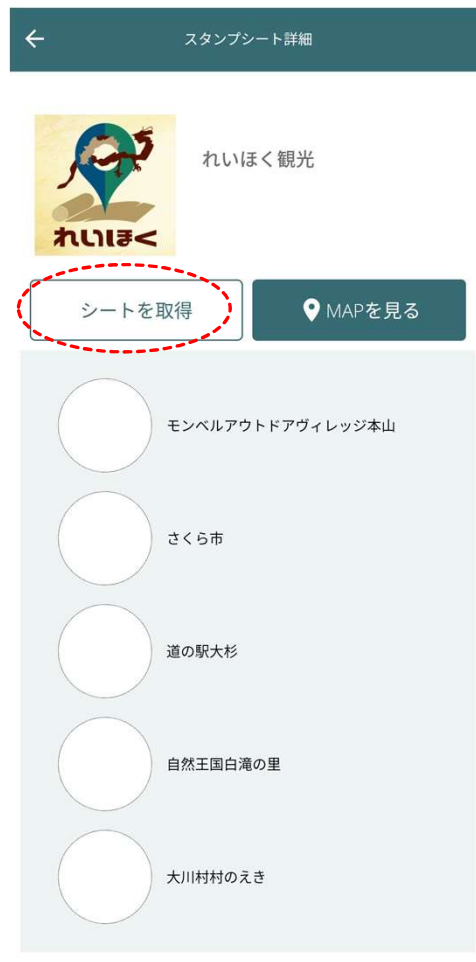 スタンプシート詳細
れいほく
れいほく観光
シートを取得
MAPを見る
モンベルアウトドアヴィレッジ本山
さくら市
道の駅大杉
自然王国白滝の里
大川村村のえき